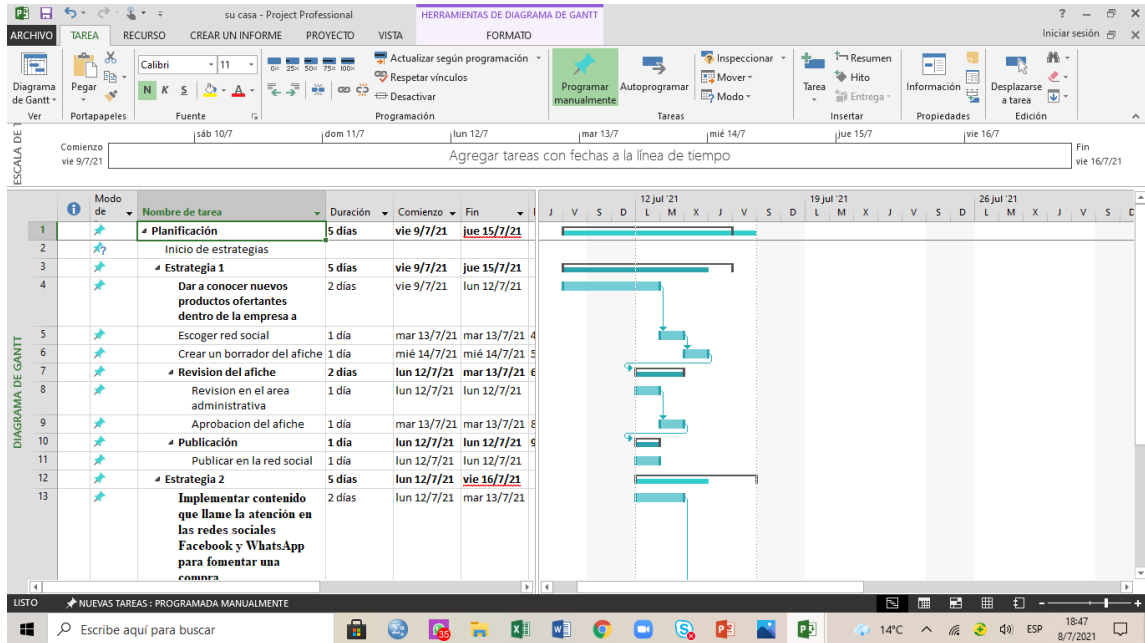 su casa - Project Professional
HERRAMIENTAS DE DIAGRAMA DE GANTT
ARCHIVO TAREA RECURSO CREAR UN INFORME PROYECTO VISTA FORMATO
Iniciar sesión
Diagrama de Gantt
Ver
Pegar
Portapapeles
Calibri 11
N K S A
Fuente
0× 25× 50× 75× 100×
Actualizar según programación
Respetar vínculos
Desactivar
Programación
Programar manualmente
Autoprogramar
Inspeccionar
Mover
Modo
Tareas
Tarea
Resumen
Hito
Entrega
Insertar
Información
Propiedades
Desplazarse a tarea
Edición
ESCALA DE T
sáb 10/7 dom 11/7 lun 12/7 mar 13/7 mié 14/7 jue 15/7 vie 16/7
Comienzo
vie 9/7/21
Agregar tareas con fechas a la línea de tiempo
Fin
vie 16/7/21
DIAGRAMA DE GANTT
Modo de Nombre de tarea Duración Comienzo Fin
12 jul '21 19 jul '21 26 jul '21
J V S D L M X J V S D L M X J V S D L M X J V S D
1 Planificación 5 días vie 9/7/21 jue 15/7/21
2 Inicio de estrategias
3 Estrategia 1 5 días vie 9/7/21 jue 15/7/21
4 Dar a conocer nuevos 2 días vie 9/7/21 lun 12/7/21
productos ofertantes
dentro de la empresa a
5 Escoger red social 1 día mar 13/7/21 mar 13/7/21 4
6 Crear un borrador del afiche 1 día mié 14/7/21 mié 14/7/21 5
7 Revision del afiche 2 días lun 12/7/21 mar 13/7/21 6
8 Revision en el area 1 día lun 12/7/21 lun 12/7/21
administrativa
9 Aprobacion del afiche 1 día mar 13/7/21 mar 13/7/21 8
10 Publicación 1 día lun 12/7/21 lun 12/7/21 9
11 Publicar en la red social 1 día lun 12/7/21 lun 12/7/21
12 Estrategia 2 5 días lun 12/7/21 vie 16/7/21
13 Implementar contenido 2 días lun 12/7/21 mar 13/7/21
que llame la atención en
las redes sociales
Facebook y WhatsApp
para fomentar una
compra
LISTO NUEVAS TAREAS : PROGRAMADA MANUALMENTE
Escribe aquí para buscar
35
14°C
ESP
18:47
8/7/2021